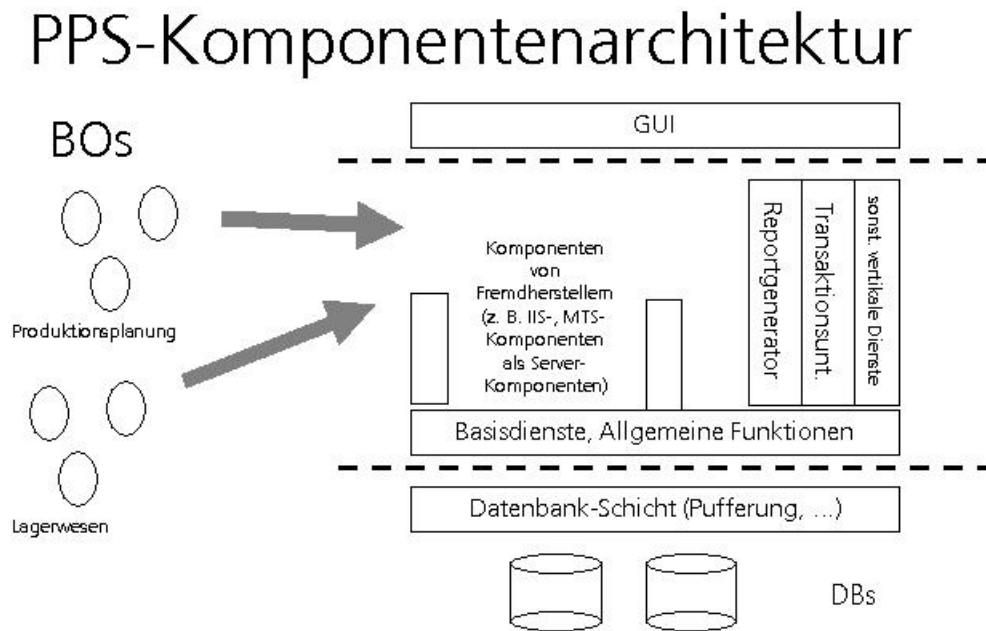 PPS-Komponentenarchitektur
BOs
Produktionsplanung
Lagerwesen
GUI
Komponenten
von
Fremdherstellern
(z. B. IIS-, MTS-
Komponenten
als Server-
Komponenten)
Reportgenerator
Transaktionsunt.
sonst. vertikale Dienste
Basisdienste, Allgemeine Funktionen
Datenbank-Schicht (Pufferung, ...)
DBs